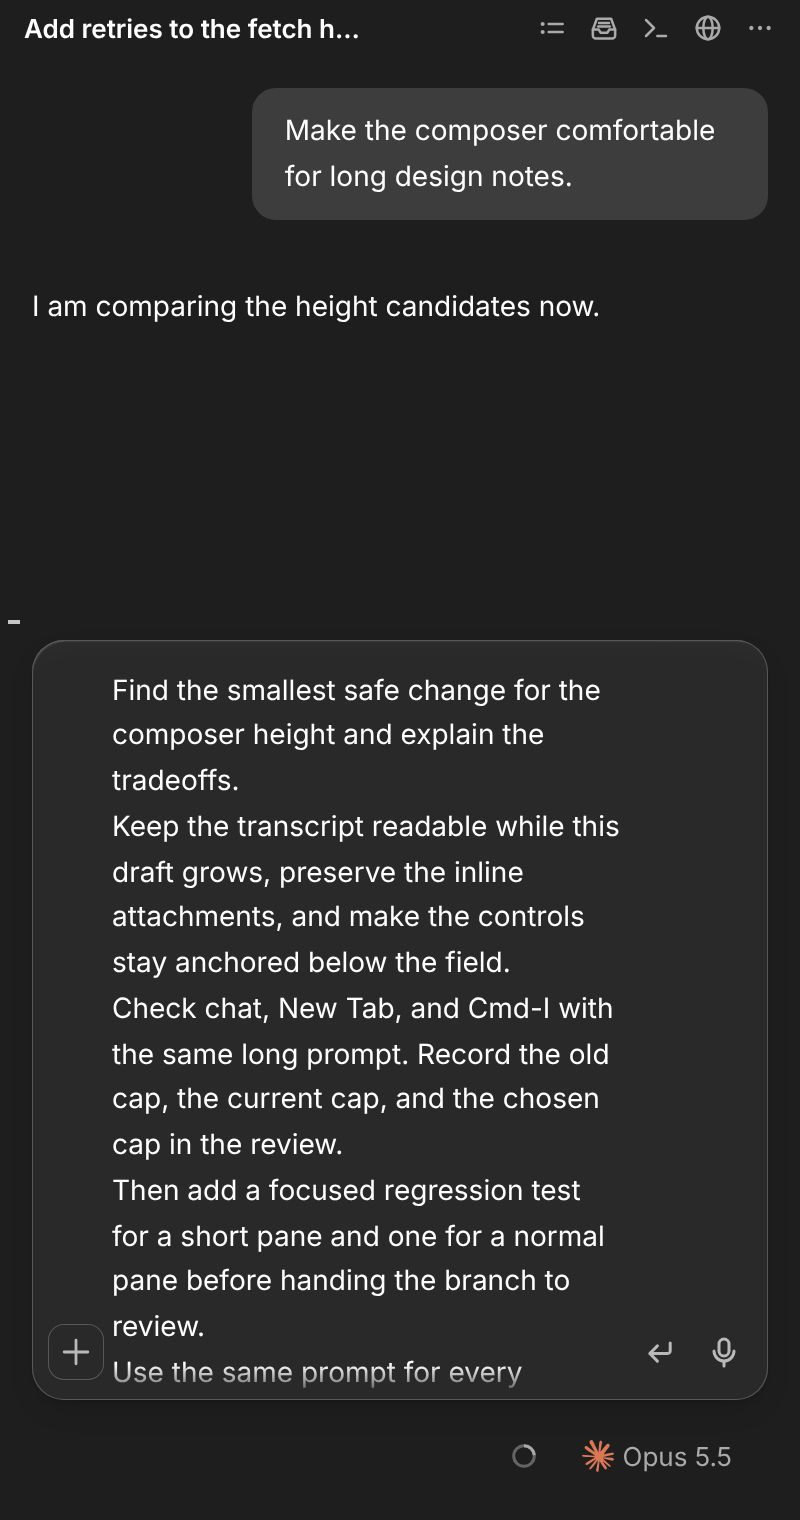 Add retries to the fetch h...
Make the composer comfortable
for long design notes.
I am comparing the height candidates now.
Find the smallest safe change for the
composer height and explain the
tradeoffs.
Keep the transcript readable while this
draft grows, preserve the inline
attachments, and make the controls
stay anchored below the field.
Check chat, New Tab, and Cmd-I with
the same long prompt. Record the old
cap, the current cap, and the chosen
cap in the review.
Then add a focused regression test
for a short pane and one for a normal
pane before handing the branch to
review.
Use the same prompt for every
Opus 5.5